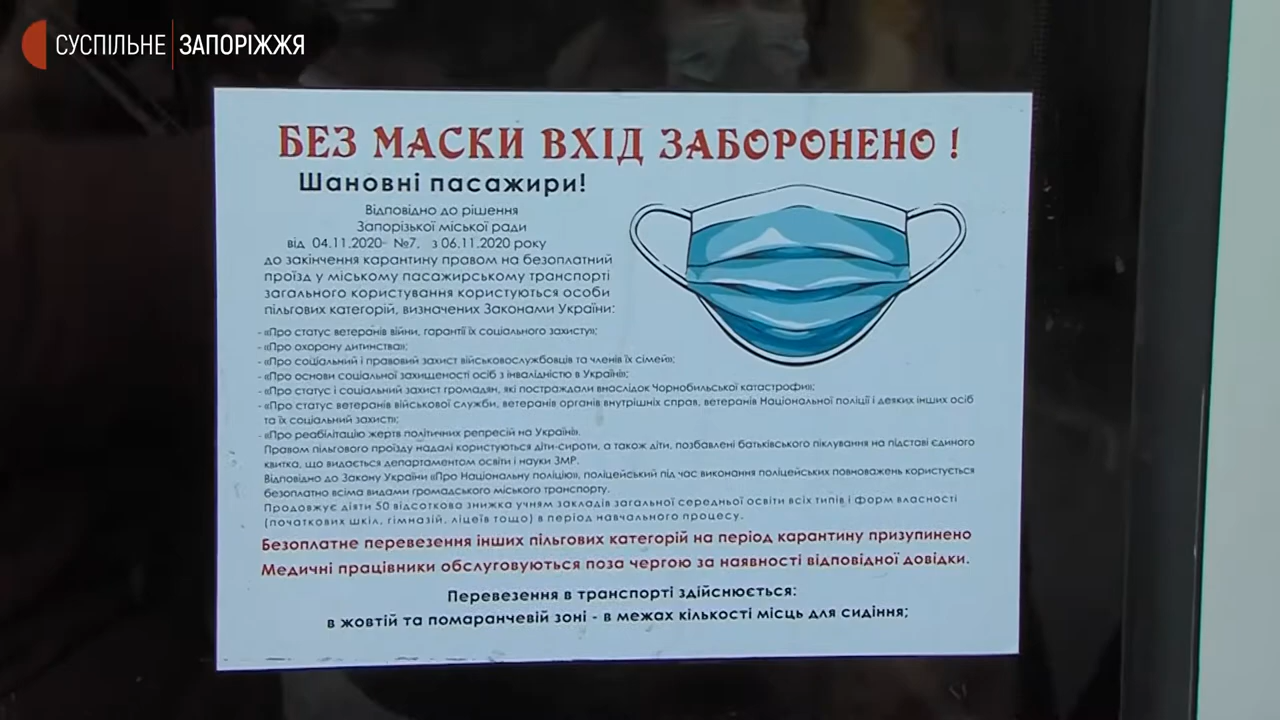 СУСПІЛЬНЕ ЗАПОРІЖЖЯ
БЕЗ МАСКИ ВХІД ЗАБОРОНЕНО !
Шановні пасажири!
Відповідно до рішення
Запорізької міської ради
від 04.11.2020- №7, з 06.11.2020 року
до закінчення карантину правом на безоплатний
проїзд у міському пасажирському транспорті
загального користування користуються особи
пільгових категорій, визначених Законами України:
- «Про статус ветеранів війни, гарантії їх соціального захисту»;
- «Про охорону дитинства»;
- «Про соціальний і правовий захист військовослужбовців та членів їх сімей»;
- «Про основи соціальної захищеності осіб з інвалідністю в Україні»;
- «Про статус і соціальний захист громадян, які постраждали внаслідок Чорнобильської катастрофи»;
- «Про статус ветеранів військової служби, ветеранів органів внутрішніх справ, ветеранів Національної поліції і деяких інших осіб
та їх соціальний захист»;
- «Про реабілітацію жертв політичних репресій на Україні».
Правом пільгового проїзду надалі користуються діти-сироти, а також діти, позбавлені батьківського піклування на підставі єдиного
квитка, що видається департаментом освіти і науки ЗМР.
Відповідно до Закону України «Про Національну поліцію», поліцейський під час виконання поліцейських повноважень користується
безоплатно всіма видами громадського міського транспорту.
Продовжує діяти 50 відсоткова знижка учням закладів загальної середньої освіти всіх типів і форм власності
(початкових шкіл, гімназій, ліцеїв тощо) в період навчального процесу.
Безоплатне перевезення інших пільгових категорій на період карантину призупинено
Медичні працівники обслуговуються поза чергою за наявності відповідної довідки.
Перевезення в транспорті здійснюється:
в жовтій та помаранчевій зоні - в межах кількості місць для сидіння;